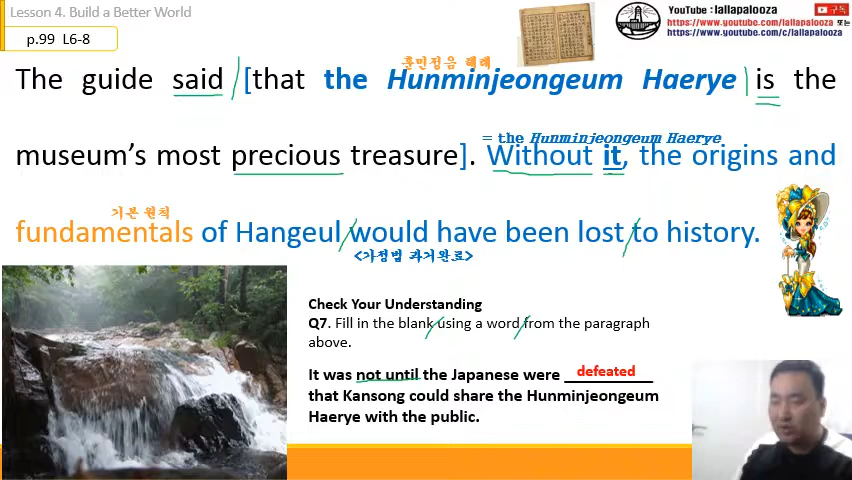 Lesson 4. Build a Better World
p.99 L6-8
YouTube : lallapalooza
구독
https://www.youtube.com/lallapalooza 또는
https://www.youtube.com/c/lallapalooza
훈민정음 해례
The guide said [that the Hunminjeongeum Haerye is the
= the Hunminjeongeum Haerye
museum's most precious treasure]. Without it, the origins and
기본 원칙
fundamentals of Hangeul would have been lost to history.
<가정법 과거완료>
Check Your Understanding
Q7. Fill in the blank using a word from the paragraph
above.
It was not until the Japanese were defeated
that Kansong could share the Hunminjeongeum
Haerye with the public.